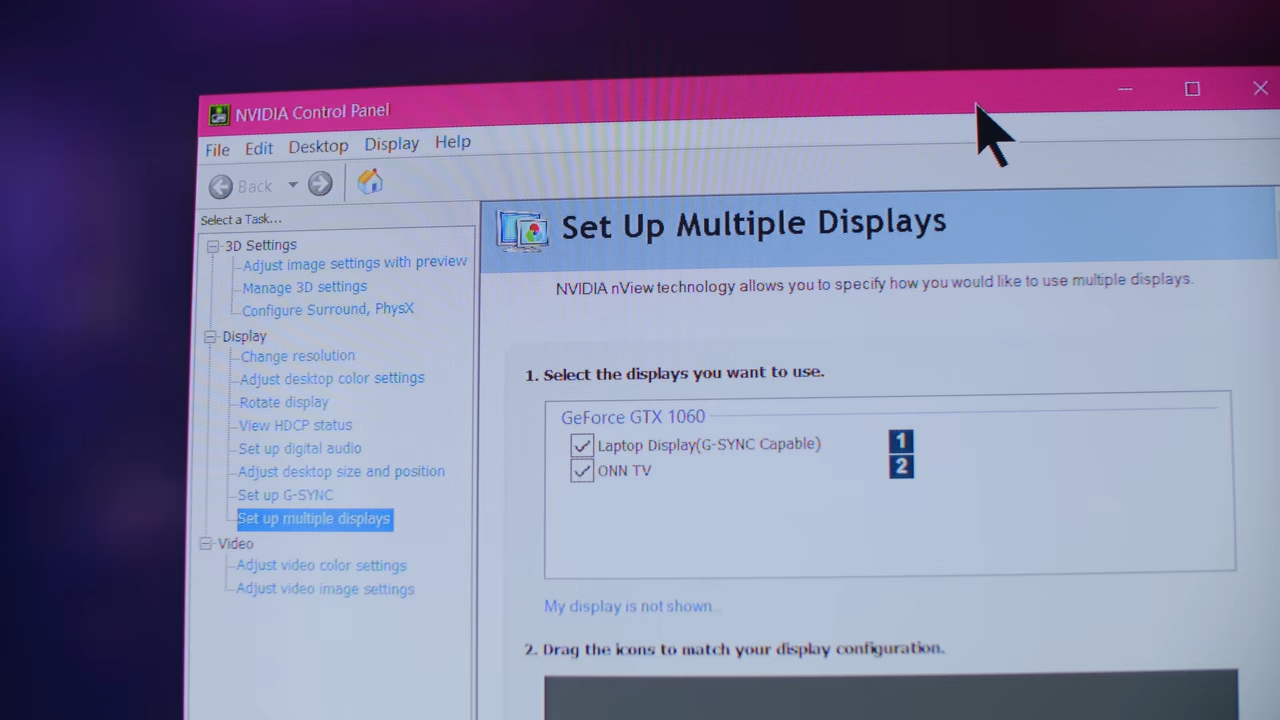 NVIDIA Control Panel
File Edit Desktop Display Help
Back
Select a Task...
3D Settings
Adjust image settings with preview
Manage 3D settings
Configure Surround, PhysX
Display
Change resolution
Adjust desktop color settings
Rotate display
View HDCP status
Set up digital audio
Adjust desktop size and position
Set up G-SYNC
Set up multiple displays
Video
Adjust video color settings
Adjust video image settings
Set Up Multiple Displays
NVIDIA nView technology allows you to specify how you would like to use multiple displays.
1. Select the displays you want to use.
GeForce GTX 1060
Laptop Display(G-SYNC Capable) 1
ONN TV 2
My display is not shown...
2. Drag the icons to match your display configuration.